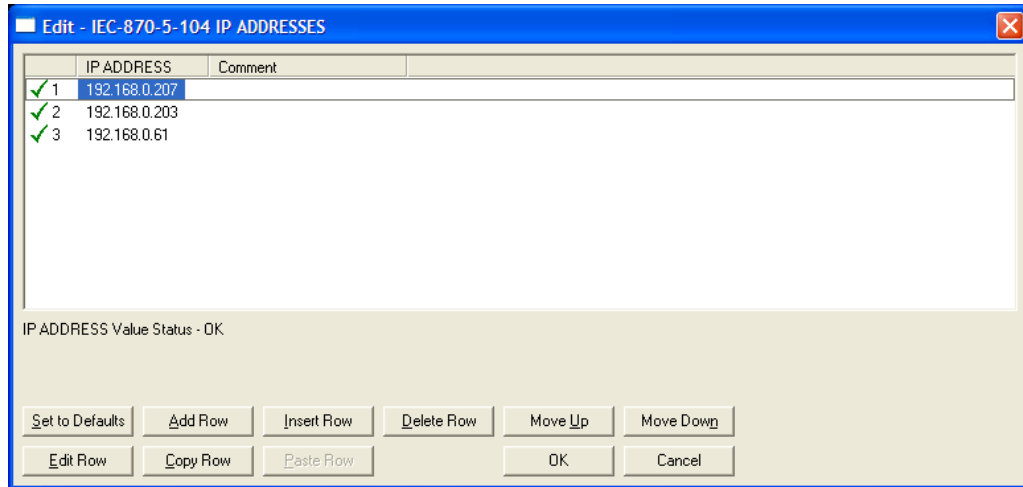 Edit - IEC-870-5-104 IP ADDRESSES
IP ADDRESS Comment
1 192.168.0.207
2 192.168.0.203
3 192.168.0.61
IP ADDRESS Value Status - OK
Set to Defaults Add Row Insert Row Delete Row Move Up Move Down
Edit Row Copy Row Paste Row OK Cancel